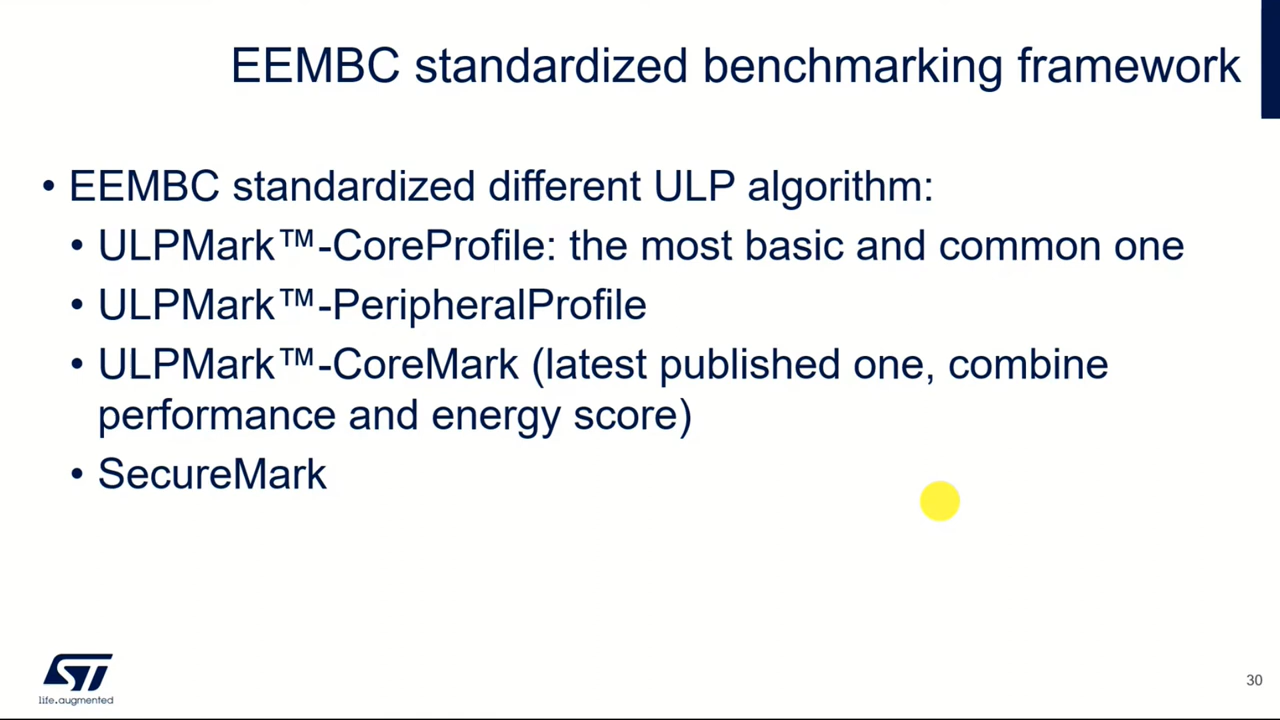 EEMBC standardized benchmarking framework
• EEMBC standardized different ULP algorithm:
• ULPMark™-CoreProfile: the most basic and common one
• ULPMark™-PeripheralProfile
• ULPMark™-CoreMark (latest published one, combine
performance and energy score)
• SecureMark
ST
life.augmented
30